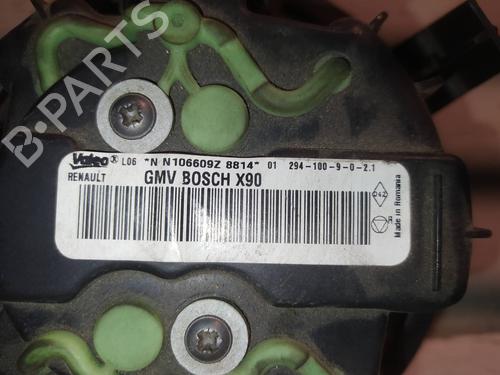 B-PARTS
Valeo® L06 "N N106609Z 8814" 01 294-100-9-0-2.1
RENAULT GMV BOSCH X90
D42
R
Made in Romania